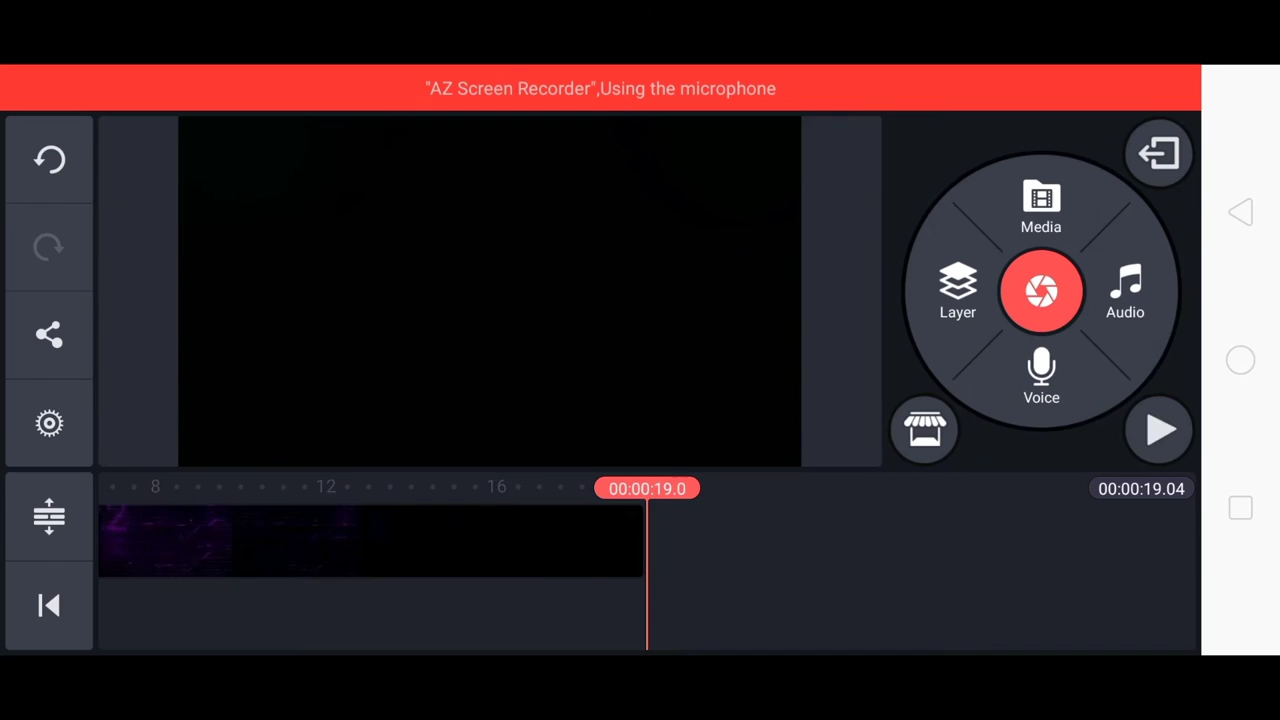 "AZ Screen Recorder",Using the microphone
Media
Layer
Audio
Voice
8
12
16
00:00:19.0
00:00:19.04